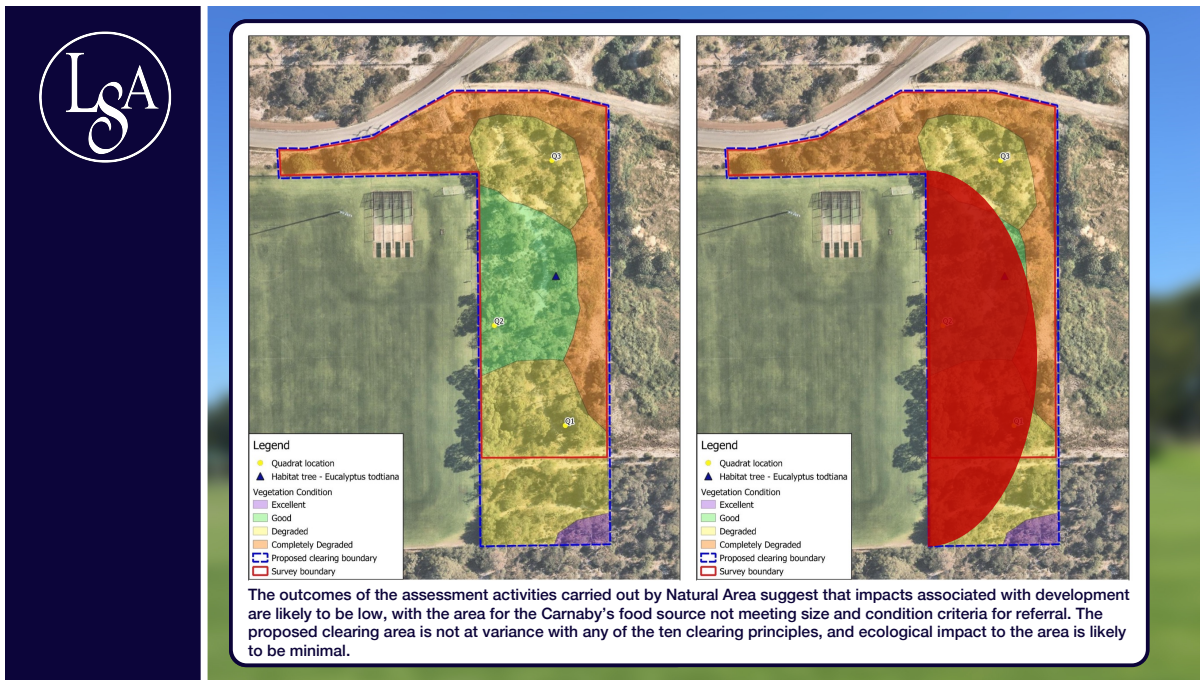 LSA
Q3
Q2
Q1
Legend
Quadrat location
Habitat tree - Eucalyptus todtiana
Vegetation Condition
Excellent
Good
Degraded
Completely Degraded
Proposed clearing boundary
Survey boundary
Q3
Q1
Legend
Quadrat location
Habitat tree - Eucalyptus todtiana
Vegetation Condition
Excellent
Good
Degraded
Completely Degraded
Proposed clearing boundary
Survey boundary
The outcomes of the assessment activities carried out by Natural Area suggest that impacts associated with development
are likely to be low, with the area for the Carnaby's food source not meeting size and condition criteria for referral. The
proposed clearing area is not at variance with any of the ten clearing principles, and ecological impact to the area is likely
to be minimal.